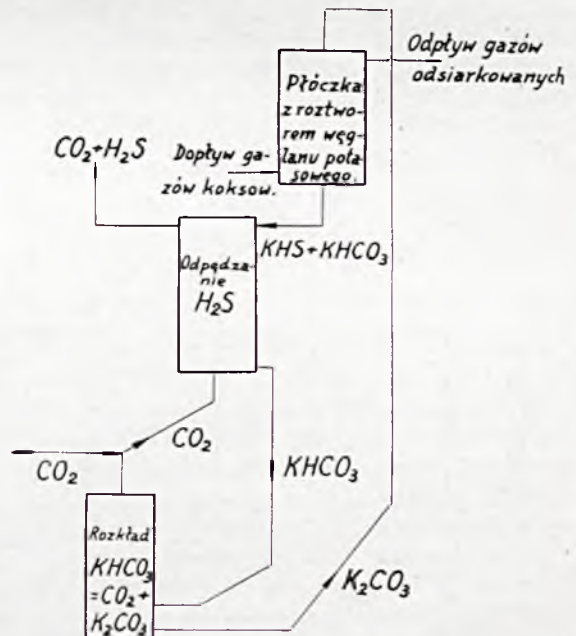 Odpływ gazów
odsiarkowanych
Płóczka
z roztwo-
rem węg-
lanu pota-
sowego.
CO₂+H₂S
Dopływ ga-
zów koksow.
KHS+KHCO₃
Odpędza-
nie
H₂S
CO₂
CO₂
KHCO₃
Rozkład
KHCO₃
=CO₂+
K₂CO₃
K₂CO₃